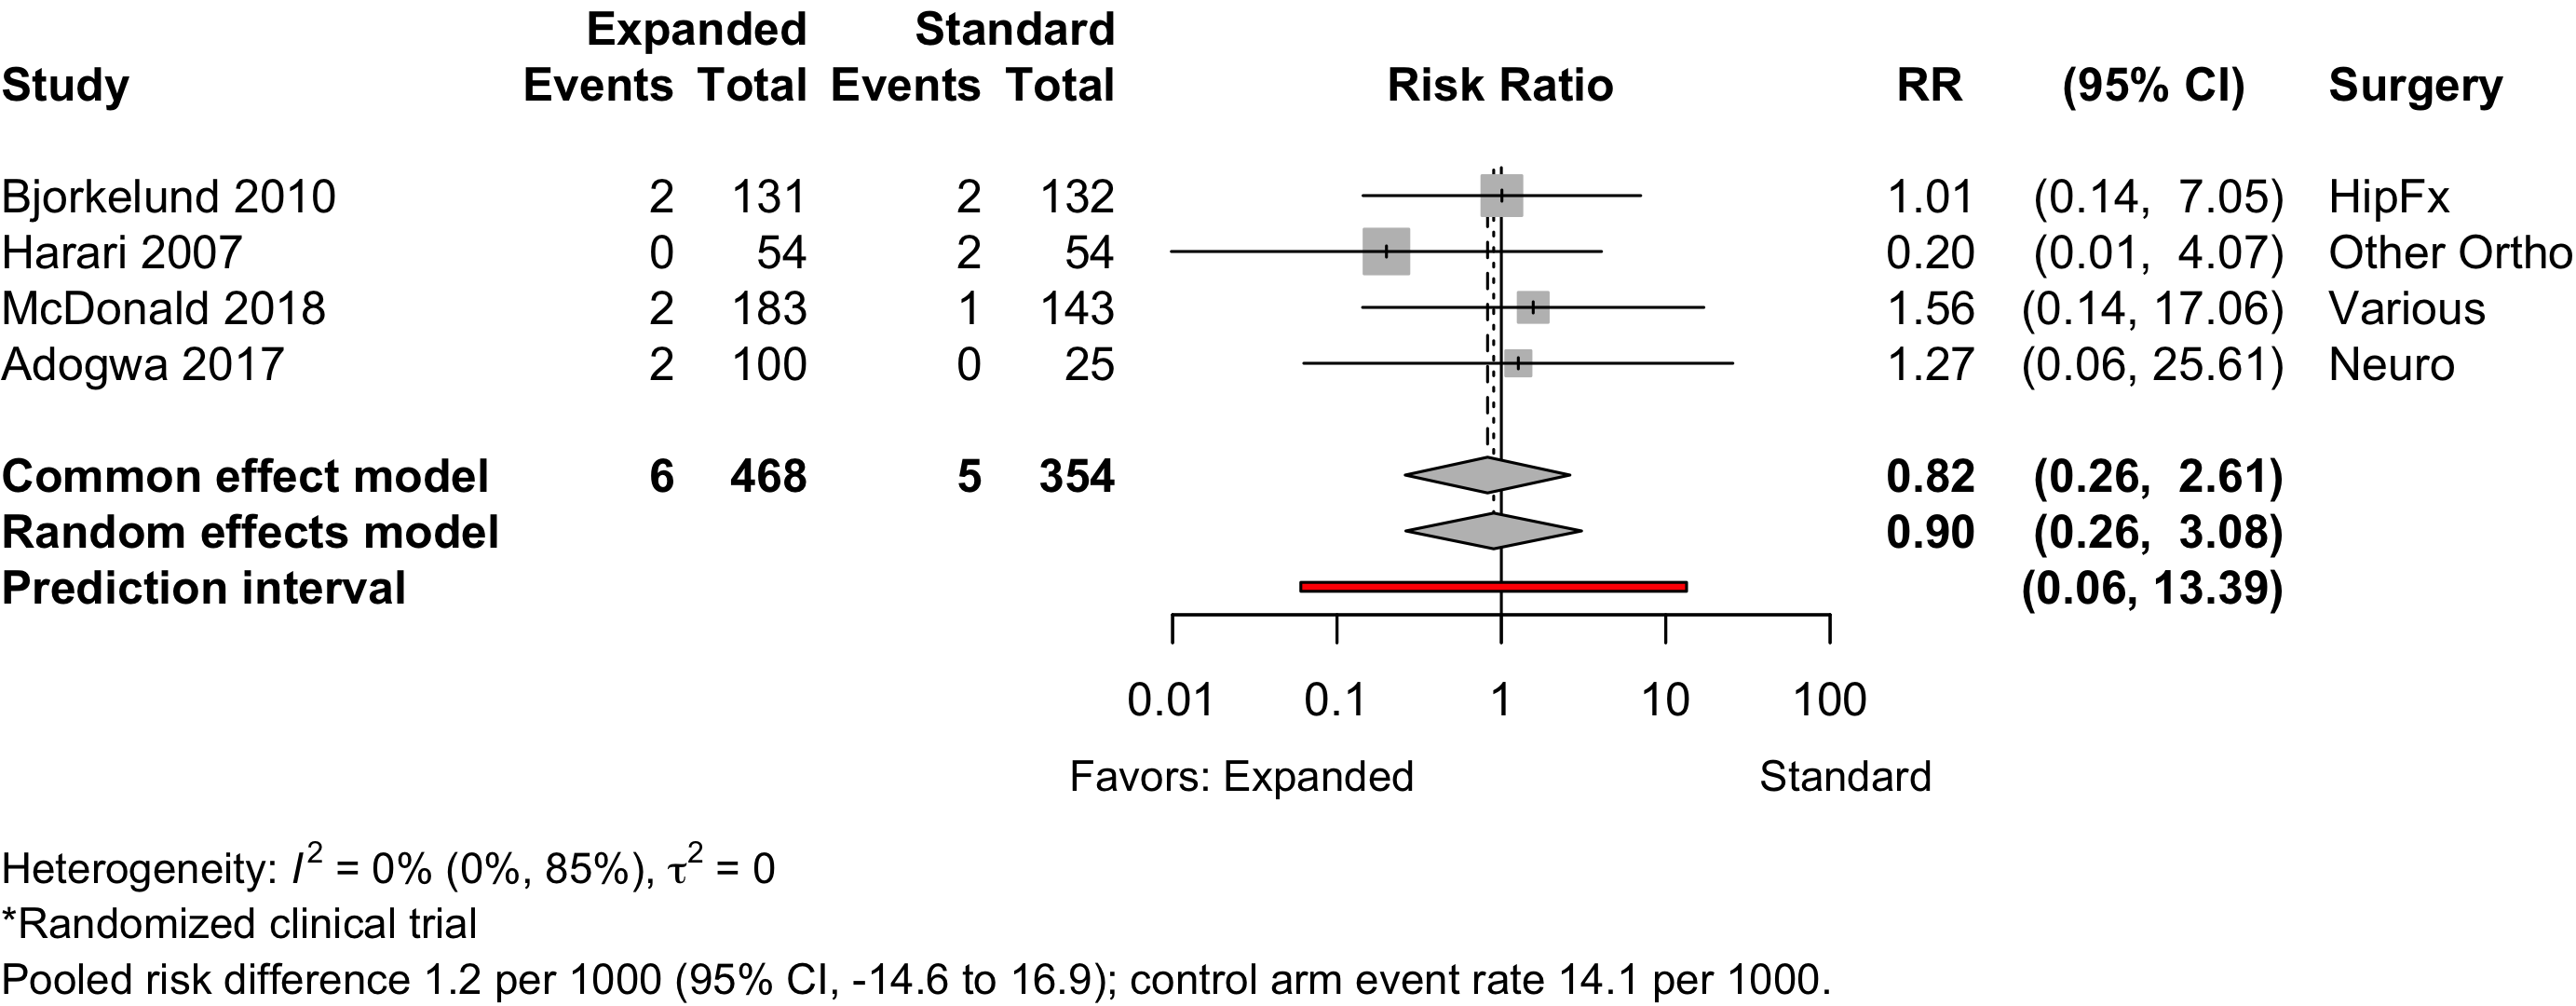 Expanded Standard
Study Events Total Events Total Risk Ratio RR (95% CI) Surgery
Bjorkelund 2010 2 131 2 132 1.01 (0.14, 7.05) HipFx
Harari 2007 0 54 2 54 0.20 (0.01, 4.07) Other Ortho
McDonald 2018 2 183 1 143 1.56 (0.14, 17.06) Various
Adogwa 2017 2 100 0 25 1.27 (0.06, 25.61) Neuro
Common effect model 6 468 5 354 0.82 (0.26, 2.61)
Random effects model 0.90 (0.26, 3.08)
Prediction interval (0.06, 13.39)
0.01 0.1 1 10 100
Favors: Expanded Standard
Heterogeneity: I² = 0% (0%, 85%), τ² = 0
*Randomized clinical trial
Pooled risk difference 1.2 per 1000 (95% CI, -14.6 to 16.9); control arm event rate 14.1 per 1000.